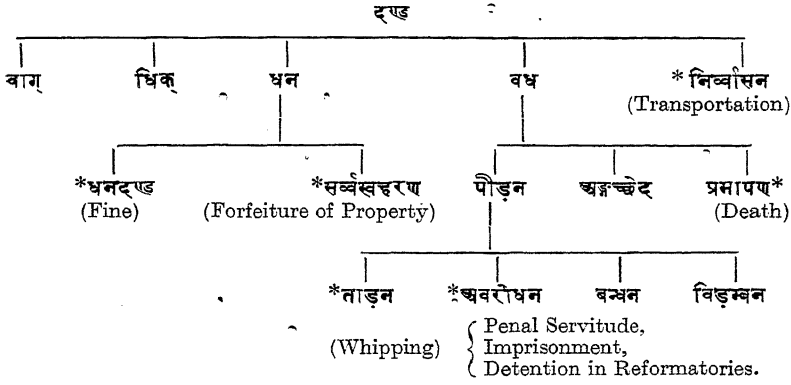 दण्ड
वाग् धिक् धन वध *निर्व्वासन
(Transportation)
*धनदण्ड *सर्व्वस्वहरण पीड़न अङ्गच्छेद प्रमापण*
(Fine) (Forfeiture of Property) (Death)
*ताड़न *अवरोधन बन्धन विड़म्बन
(Whipping) { Penal Servitude,
Imprisonment,
Detention in Reformatories.